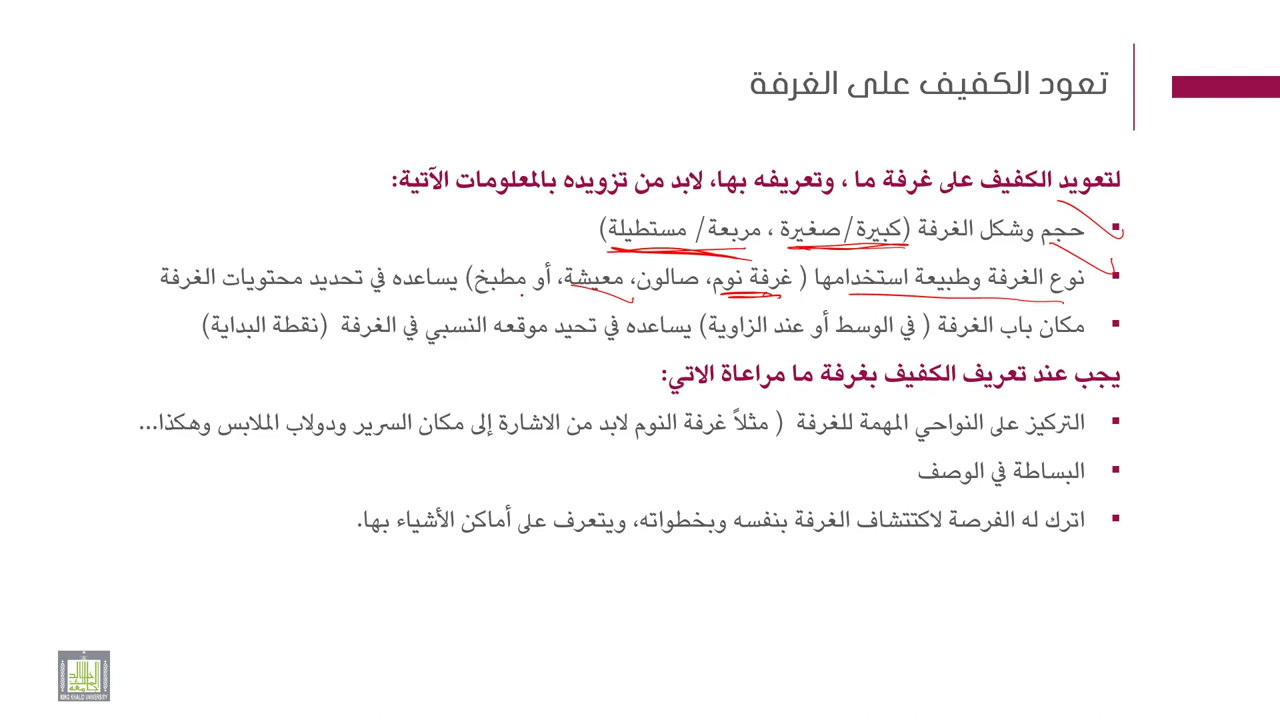 تعود الكفيف على الغرفة
لتعويد الكفيف على غرفة ما ، وتعريفه بها، لابد من تزويده بالمعلومات الآتية:
▪ حجم وشكل الغرفة (كبيرة/صغيرة ، مربعة/ مستطيلة)
▪ نوع الغرفة وطبيعة استخدامها ( غرفة نوم، صالون، معيشة، أو مطبخ) يساعده في تحديد محتويات الغرفة
▪ مكان باب الغرفة ( في الوسط أو عند الزاوية) يساعده في تحيد موقعه النسبي في الغرفة (نقطة البداية)
يجب عند تعريف الكفيف بغرفة ما مراعاة الاتي:
▪ التركيز على النواحي المهمة للغرفة ( مثلاً غرفة النوم لابد من الاشارة إلى مكان السرير ودولاب الملابس وهكذا...
▪ البساطة في الوصف
▪ اترك له الفرصة لاكتتشاف الغرفة بنفسه وبخطواته، ويتعرف على أماكن الأشياء بها.
KING KHALID UNIVERSITY